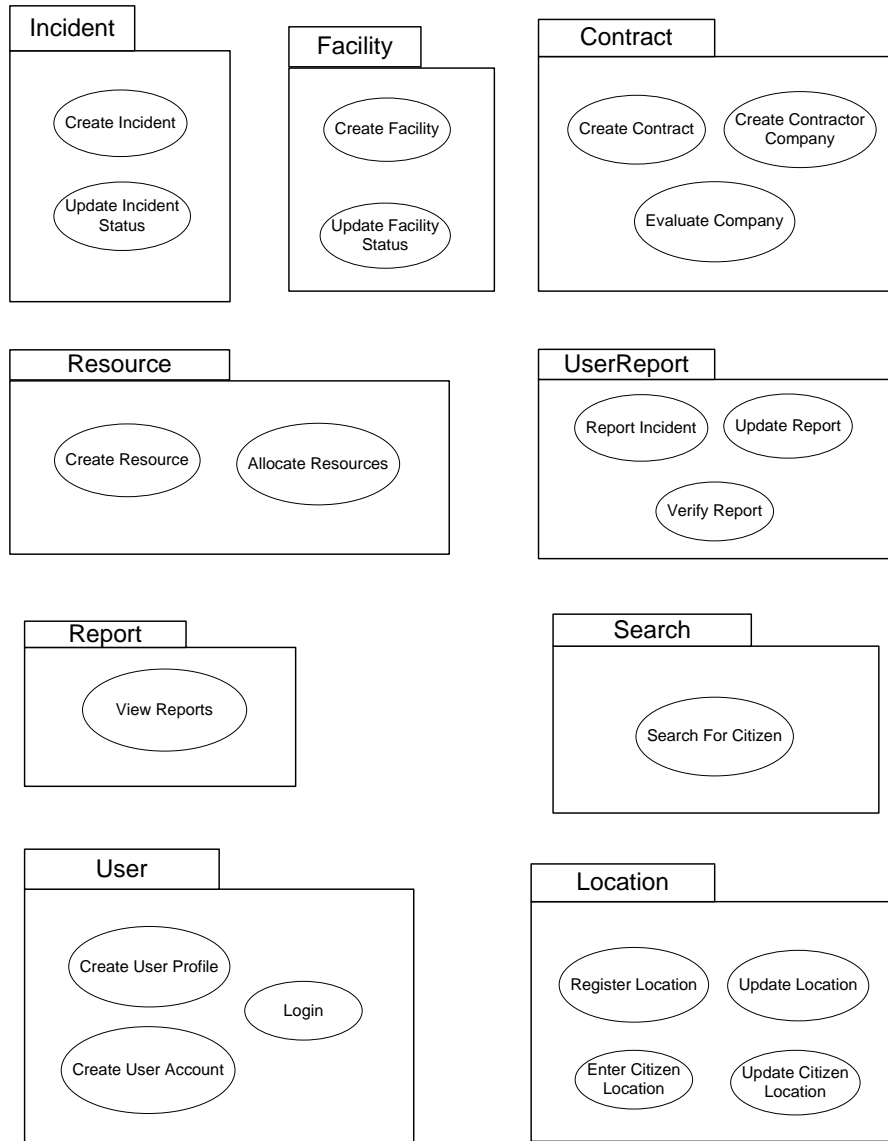 Incident
Create Incident
Update Incident
Status
Facility
Create Facility
Update Facility
Status
Contract
Create Contract
Create Contractor
Company
Evaluate Company
Resource
Create Resource
Allocate Resources
UserReport
Report Incident
Update Report
Verify Report
Report
View Reports
Search
Search For Citizen
User
Create User Profile
Login
Create User Account
Location
Register Location
Update Location
Enter Citizen
Location
Update Citizen
Location